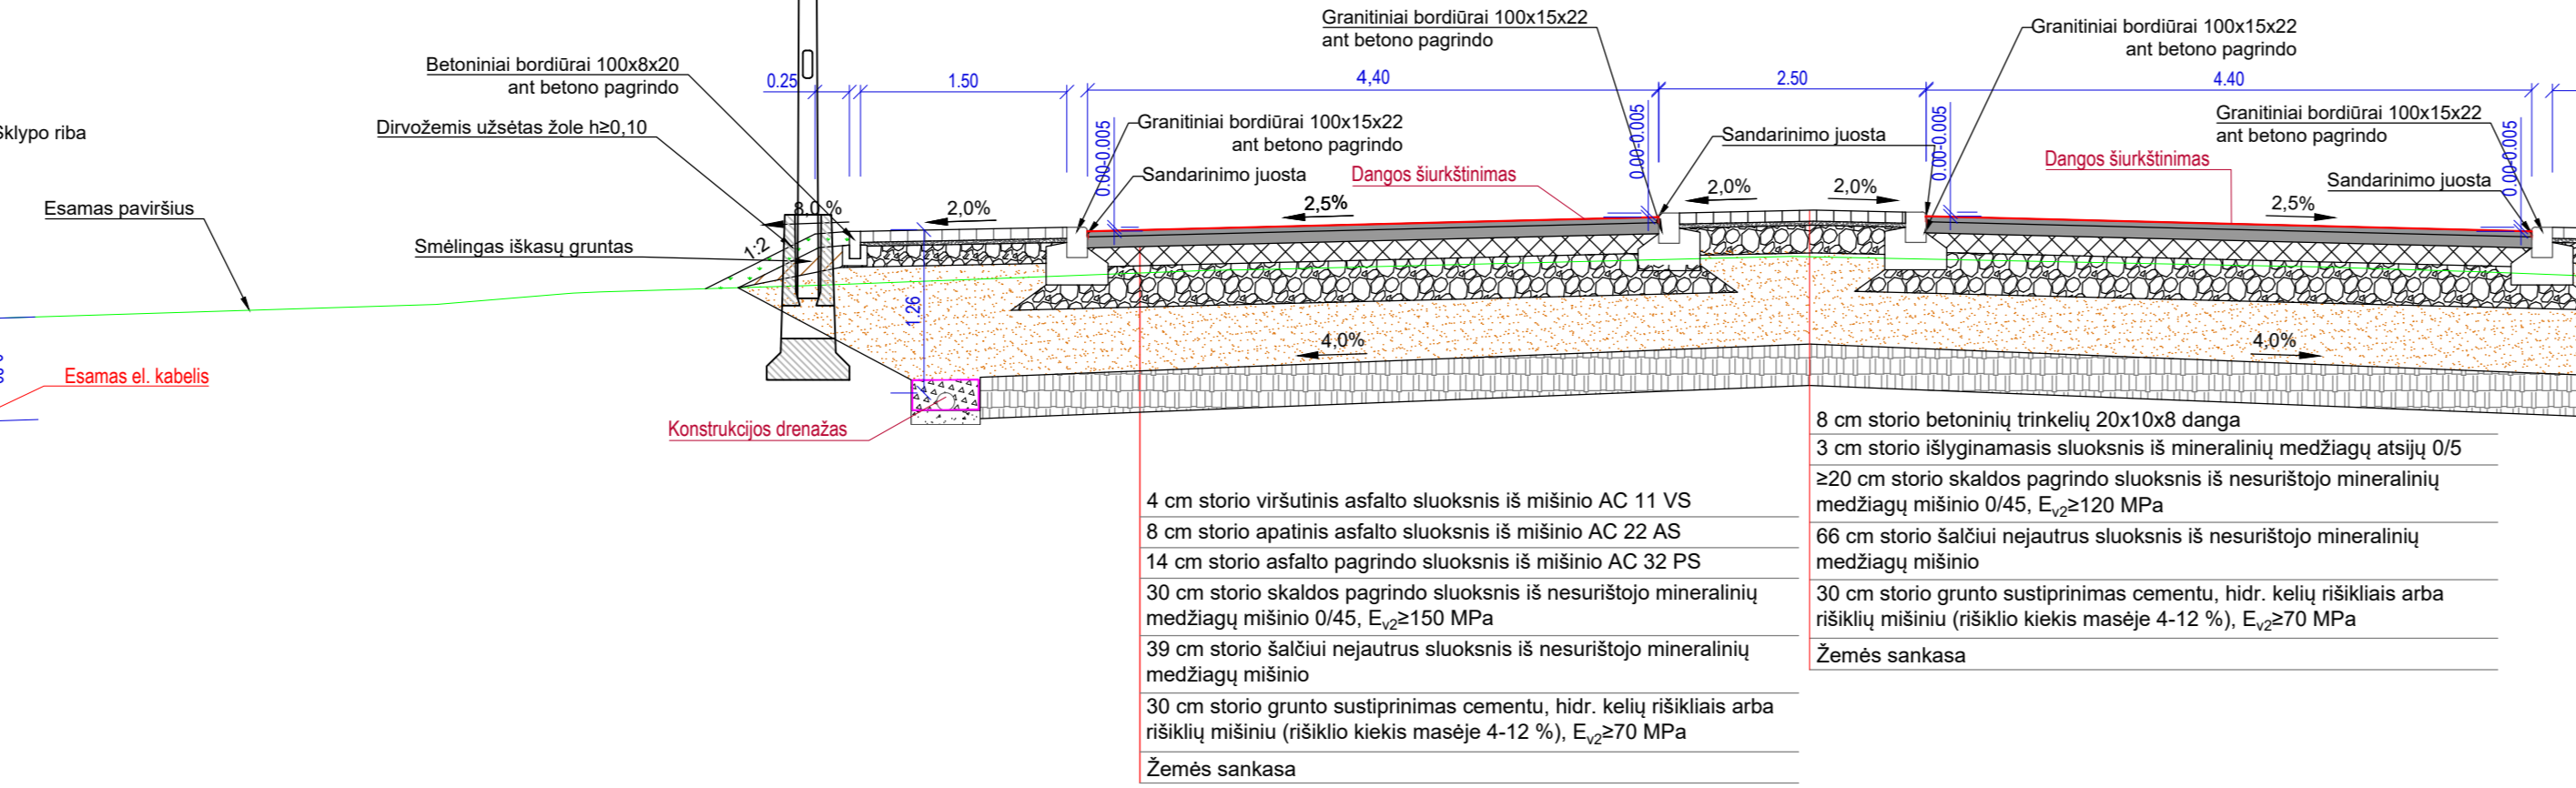 Granitiniai bordiūrai 100x15x22
ant betono pagrindo
Granitiniai bordiūrai 100x15x22
ant betono pagrindo
Betoniniai bordiūrai 100x8x20
ant betono pagrindo
0.25
1.50
4,40
2.50
4.40
Dirvožemis užsėtas žole h≥0,10
Sklypo riba
Granitiniai bordiūrai 100x15x22
ant betono pagrindo
Sandarinimo juosta
Granitiniai bordiūrai 100x15x22
ant betono pagrindo
0.00-0.005
0.00-0.005
0.00-0.005
0.00-0.005
Sandarinimo juosta
Dangos šiurkštinimas
Dangos šiurkštinimas
Sandarinimo juosta
Esamas paviršius
8,0 %
2,0%
2,5%
2,0%
2,0%
2,5%
Smėlingas iškasų gruntas
1:2
1.26
4,0%
4,0%
Esamas el. kabelis
Konstrukcijos drenažas
4 cm storio viršutinis asfalto sluoksnis iš mišinio AC 11 VS
8 cm storio apatinis asfalto sluoksnis iš mišinio AC 22 AS
14 cm storio asfalto pagrindo sluoksnis iš mišinio AC 32 PS
30 cm storio skaldos pagrindo sluoksnis iš nesurištojo mineralinių
medžiagų mišinio 0/45, Ev2≥150 MPa
39 cm storio šalčiui nejautrus sluoksnis iš nesurištojo mineralinių
medžiagų mišinio
30 cm storio grunto sustiprinimas cementu, hidr. kelių rišikliais arba
rišiklių mišiniu (rišiklio kiekis masėje 4-12 %), Ev2≥70 MPa
Žemės sankasa
8 cm storio betoninių trinkelių 20x10x8 danga
3 cm storio išlyginamasis sluoksnis iš mineralinių medžiagų atsijų 0/5
≥20 cm storio skaldos pagrindo sluoksnis iš nesurištojo mineralinių
medžiagų mišinio 0/45, Ev2≥120 MPa
66 cm storio šalčiui nejautrus sluoksnis iš nesurištojo mineralinių
medžiagų mišinio
30 cm storio grunto sustiprinimas cementu, hidr. kelių rišikliais arba
rišiklių mišiniu (rišiklio kiekis masėje 4-12 %), Ev2≥70 MPa
Žemės sankasa